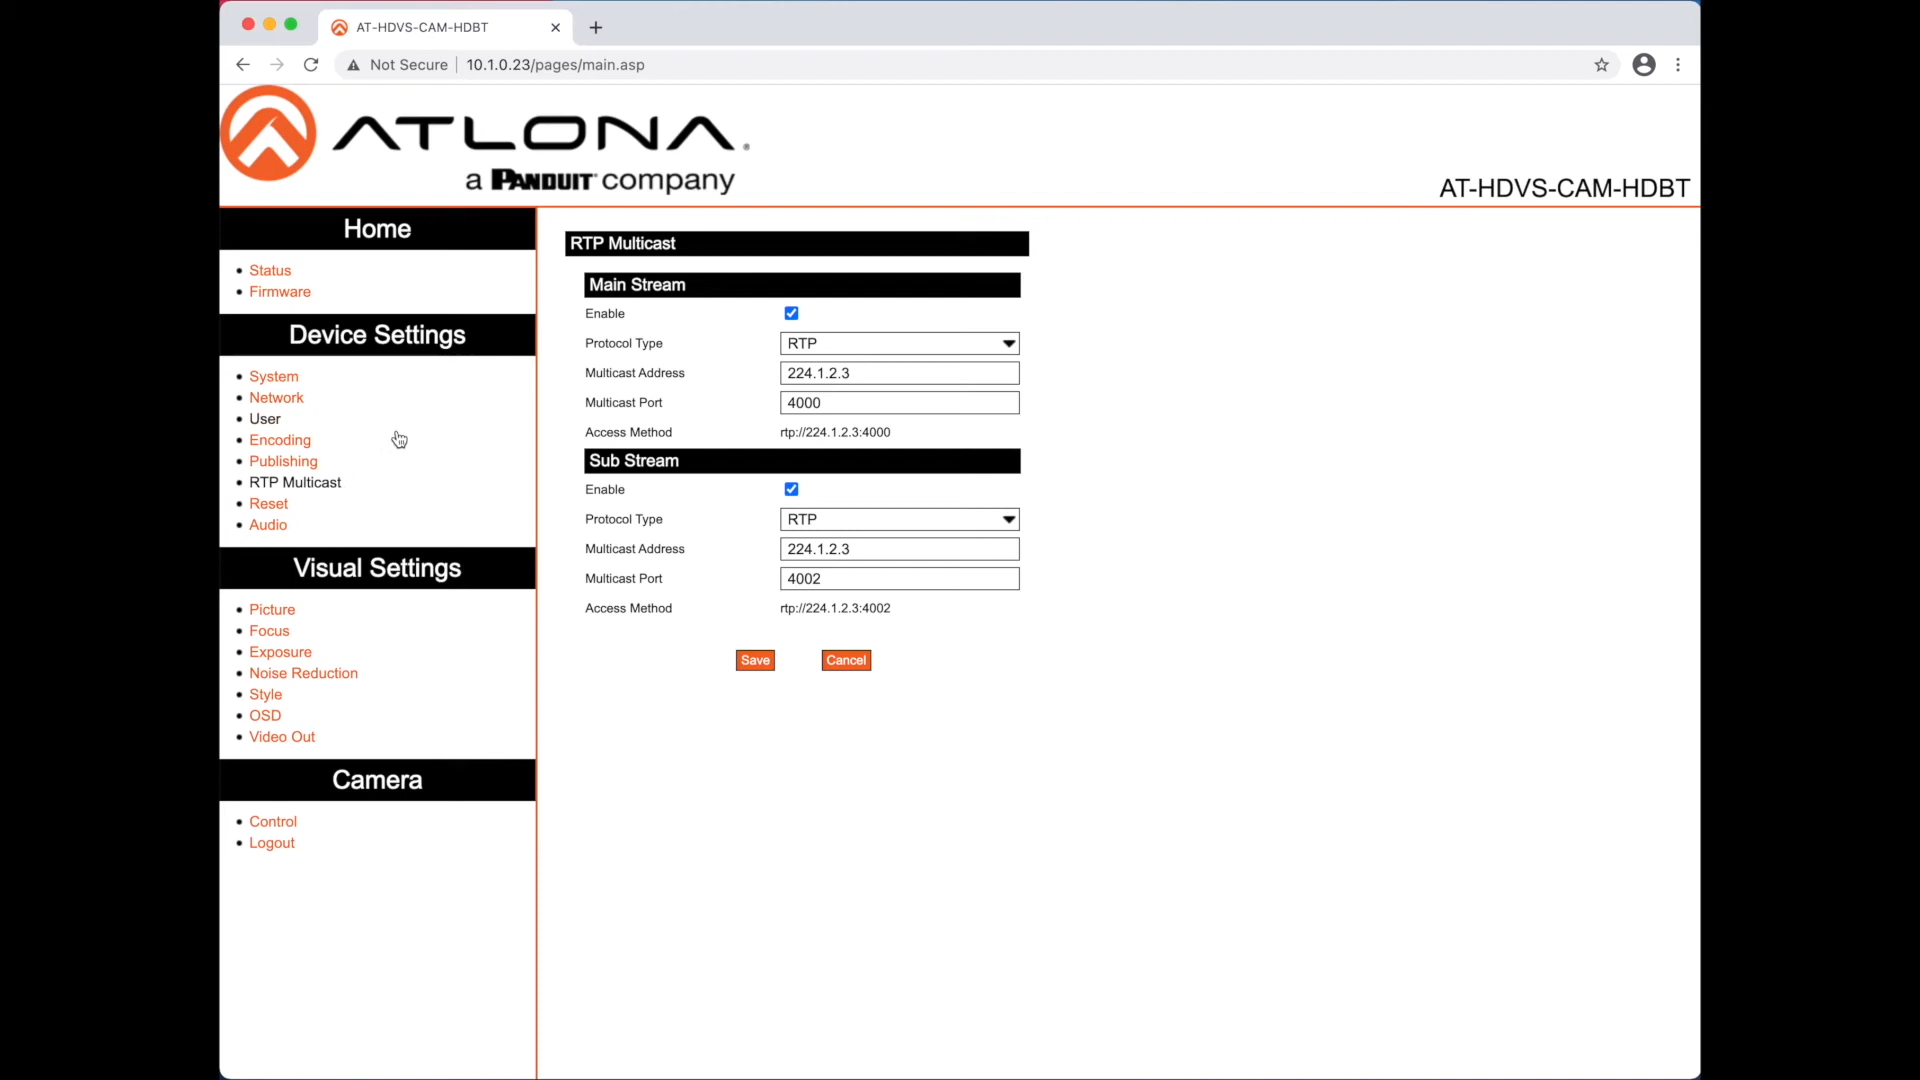 AT-HDVS-CAM-HDBT
Not Secure | 10.1.0.23/pages/main.asp
ATLONA®
a PANDUIT™ company
AT-HDVS-CAM-HDBT
Home
• Status
• Firmware
Device Settings
• System
• Network
• User
• Encoding
• Publishing
• RTP Multicast
• Reset
• Audio
Visual Settings
• Picture
• Focus
• Exposure
• Noise Reduction
• Style
• OSD
• Video Out
Camera
• Control
• Logout
RTP Multicast
Main Stream
Enable
Protocol Type RTP
Multicast Address 224.1.2.3
Multicast Port 4000
Access Method rtp://224.1.2.3:4000
Sub Stream
Enable
Protocol Type RTP
Multicast Address 224.1.2.3
Multicast Port 4002
Access Method rtp://224.1.2.3:4002
Save Cancel